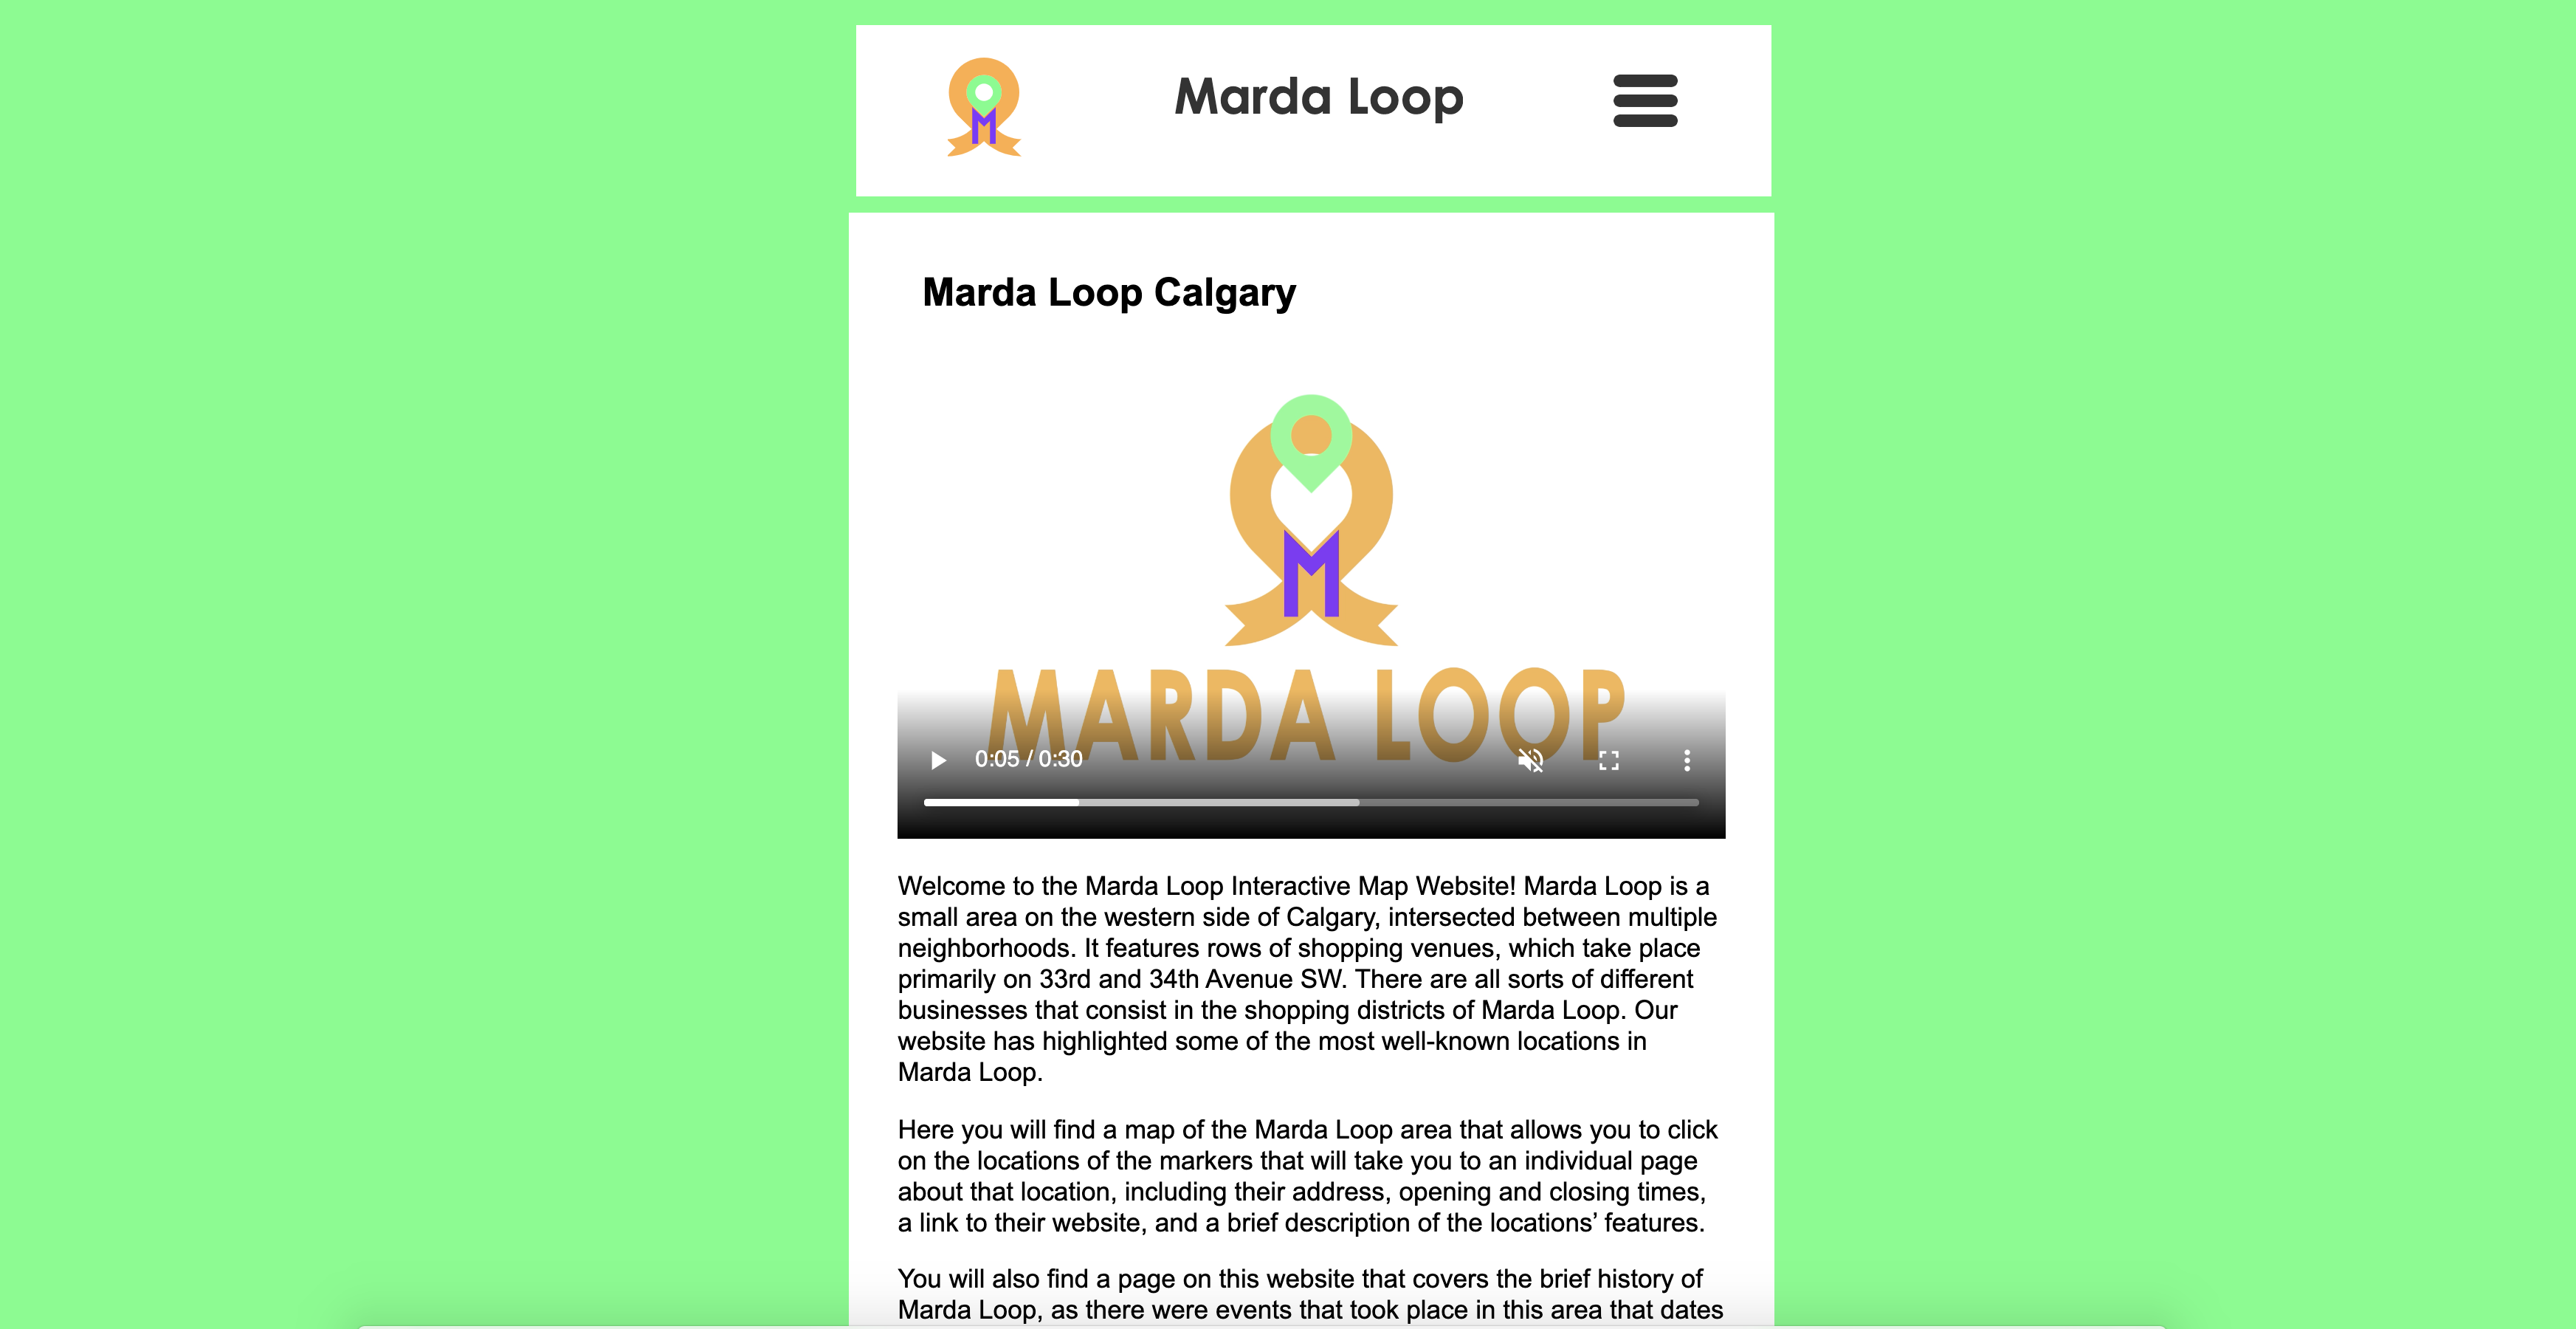 M
Marda Loop
Marda Loop Calgary
M
MARDA LOOP
0:05 / 0:30
Welcome to the Marda Loop Interactive Map Website! Marda Loop is a
small area on the western side of Calgary, intersected between multiple
neighborhoods. It features rows of shopping venues, which take place
primarily on 33rd and 34th Avenue SW. There are all sorts of different
businesses that consist in the shopping districts of Marda Loop. Our
website has highlighted some of the most well-known locations in
Marda Loop.
Here you will find a map of the Marda Loop area that allows you to click
on the locations of the markers that will take you to an individual page
about that location, including their address, opening and closing times,
a link to their website, and a brief description of the locations’ features.
You will also find a page on this website that covers the brief history of
Marda Loop, as there were events that took place in this area that dates